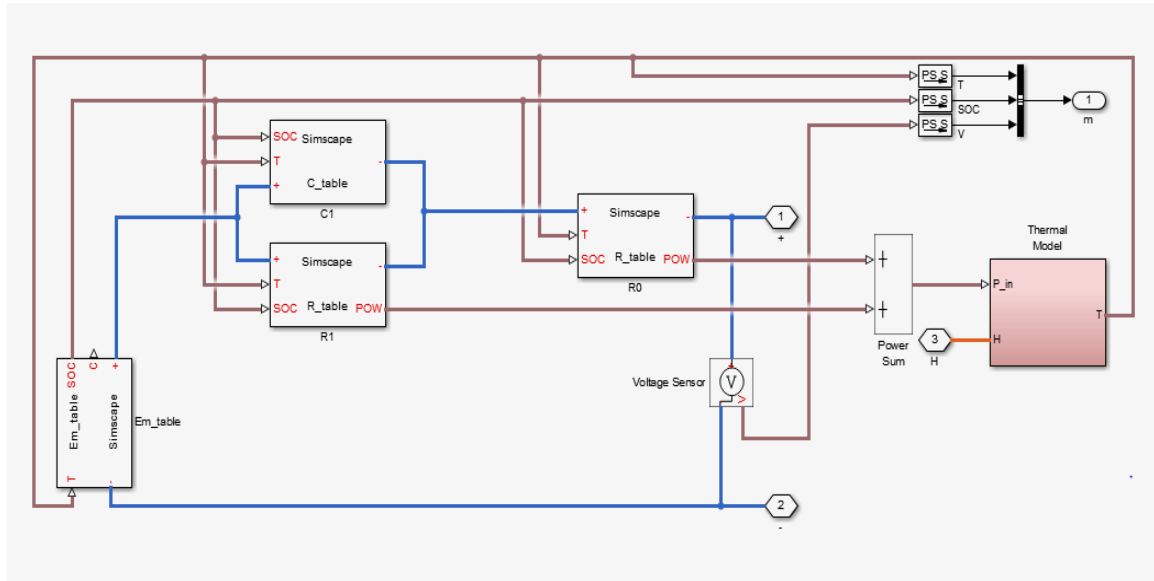 PS S
T
PS S
SOC
PS S
V
1
m
SOC Simscape
T
-
C_table
+
C1
+
Simscape
-
T
R_table
SOC
POW
R1
+
Simscape
-
T
R_table
SOC
POW
R0
1
+
+
+
Power
Sum
Thermal
Model
P_in
T
H
3
H
Voltage Sensor
+
V
V
-
SOC
C
+
Em_table
Simscape
T
-
Em_table
2
-